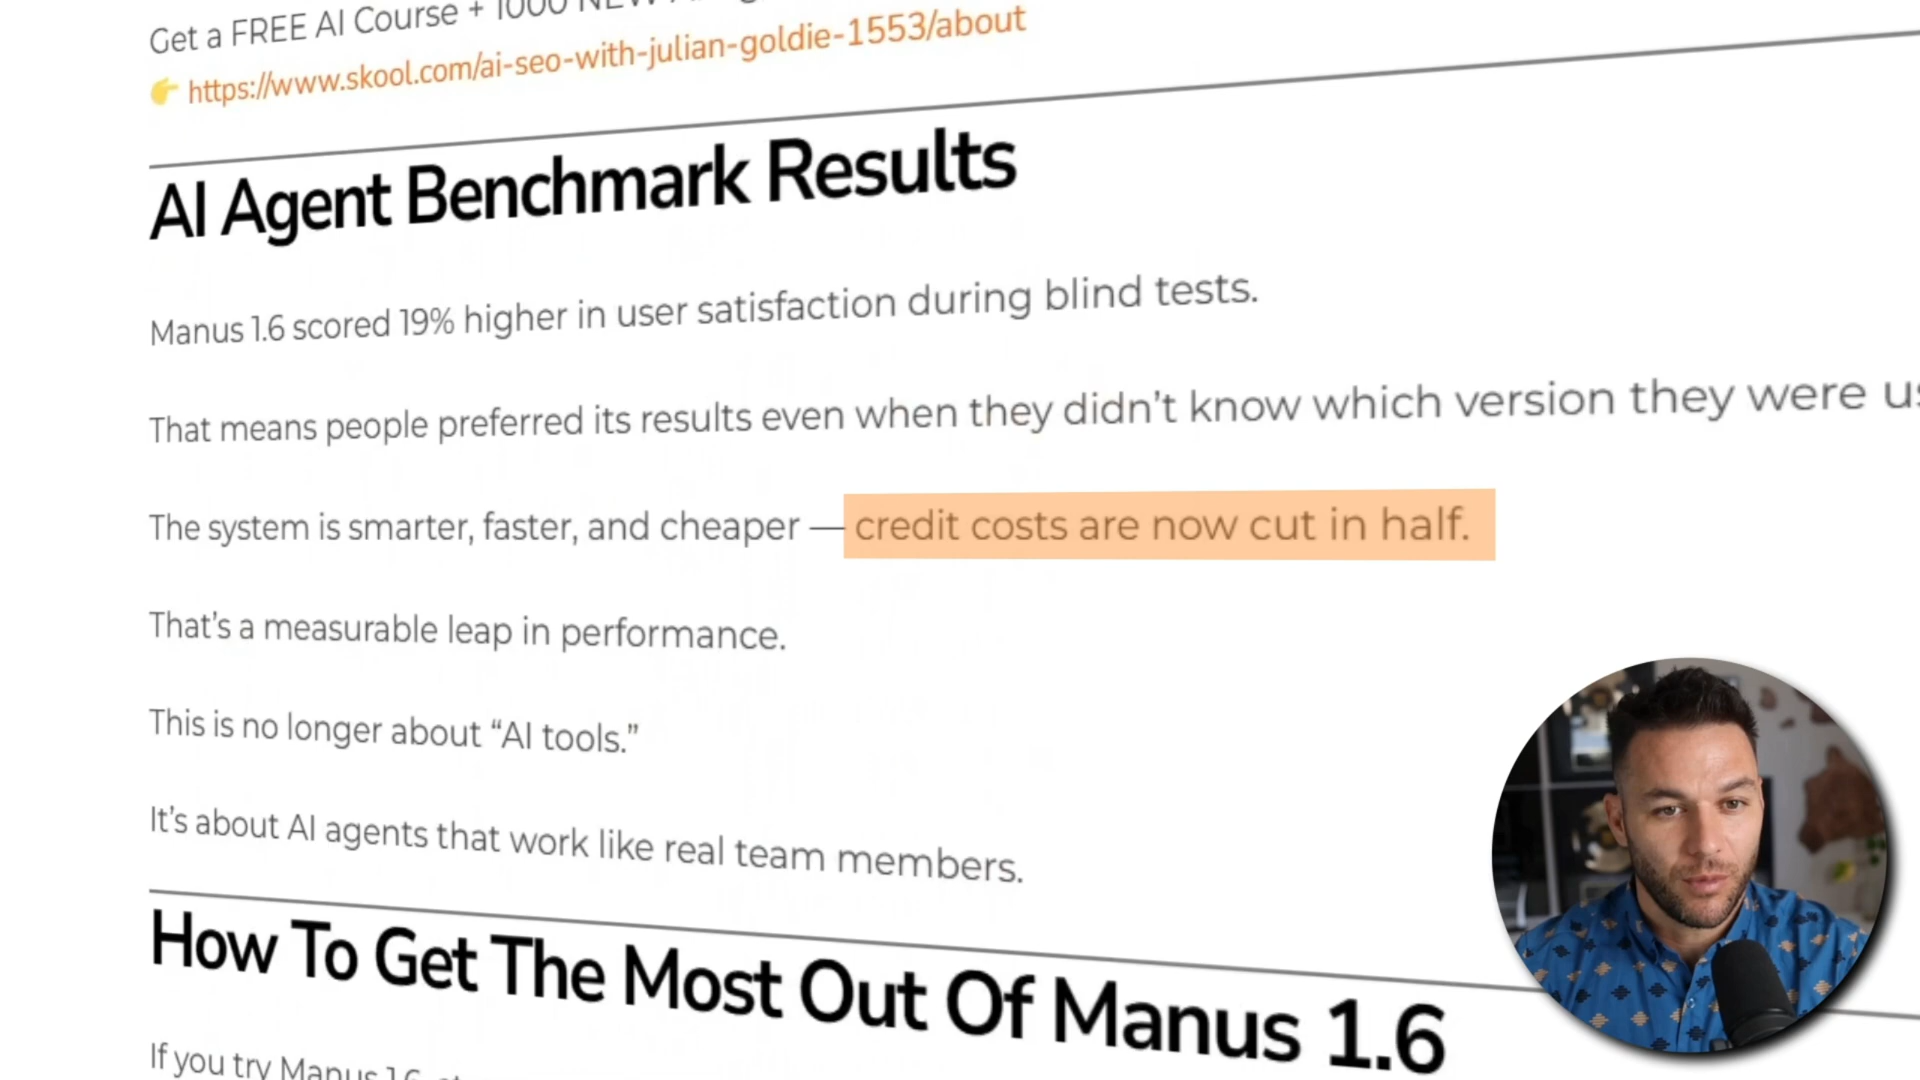 Get a FREE AI Course + 1000 NEW
👉 https://www.skool.com/ai-seo-with-julian-goldie-1553/about
AI Agent Benchmark Results
Manus 1.6 scored 19% higher in user satisfaction during blind tests.
That means people preferred its results even when they didn’t know which version they were
The system is smarter, faster, and cheaper — credit costs are now cut in half.
That’s a measurable leap in performance.
This is no longer about “AI tools.”
It’s about AI agents that work like real team members.
How To Get The Most Out Of Manus 1.6
If you try Manus 1.6,